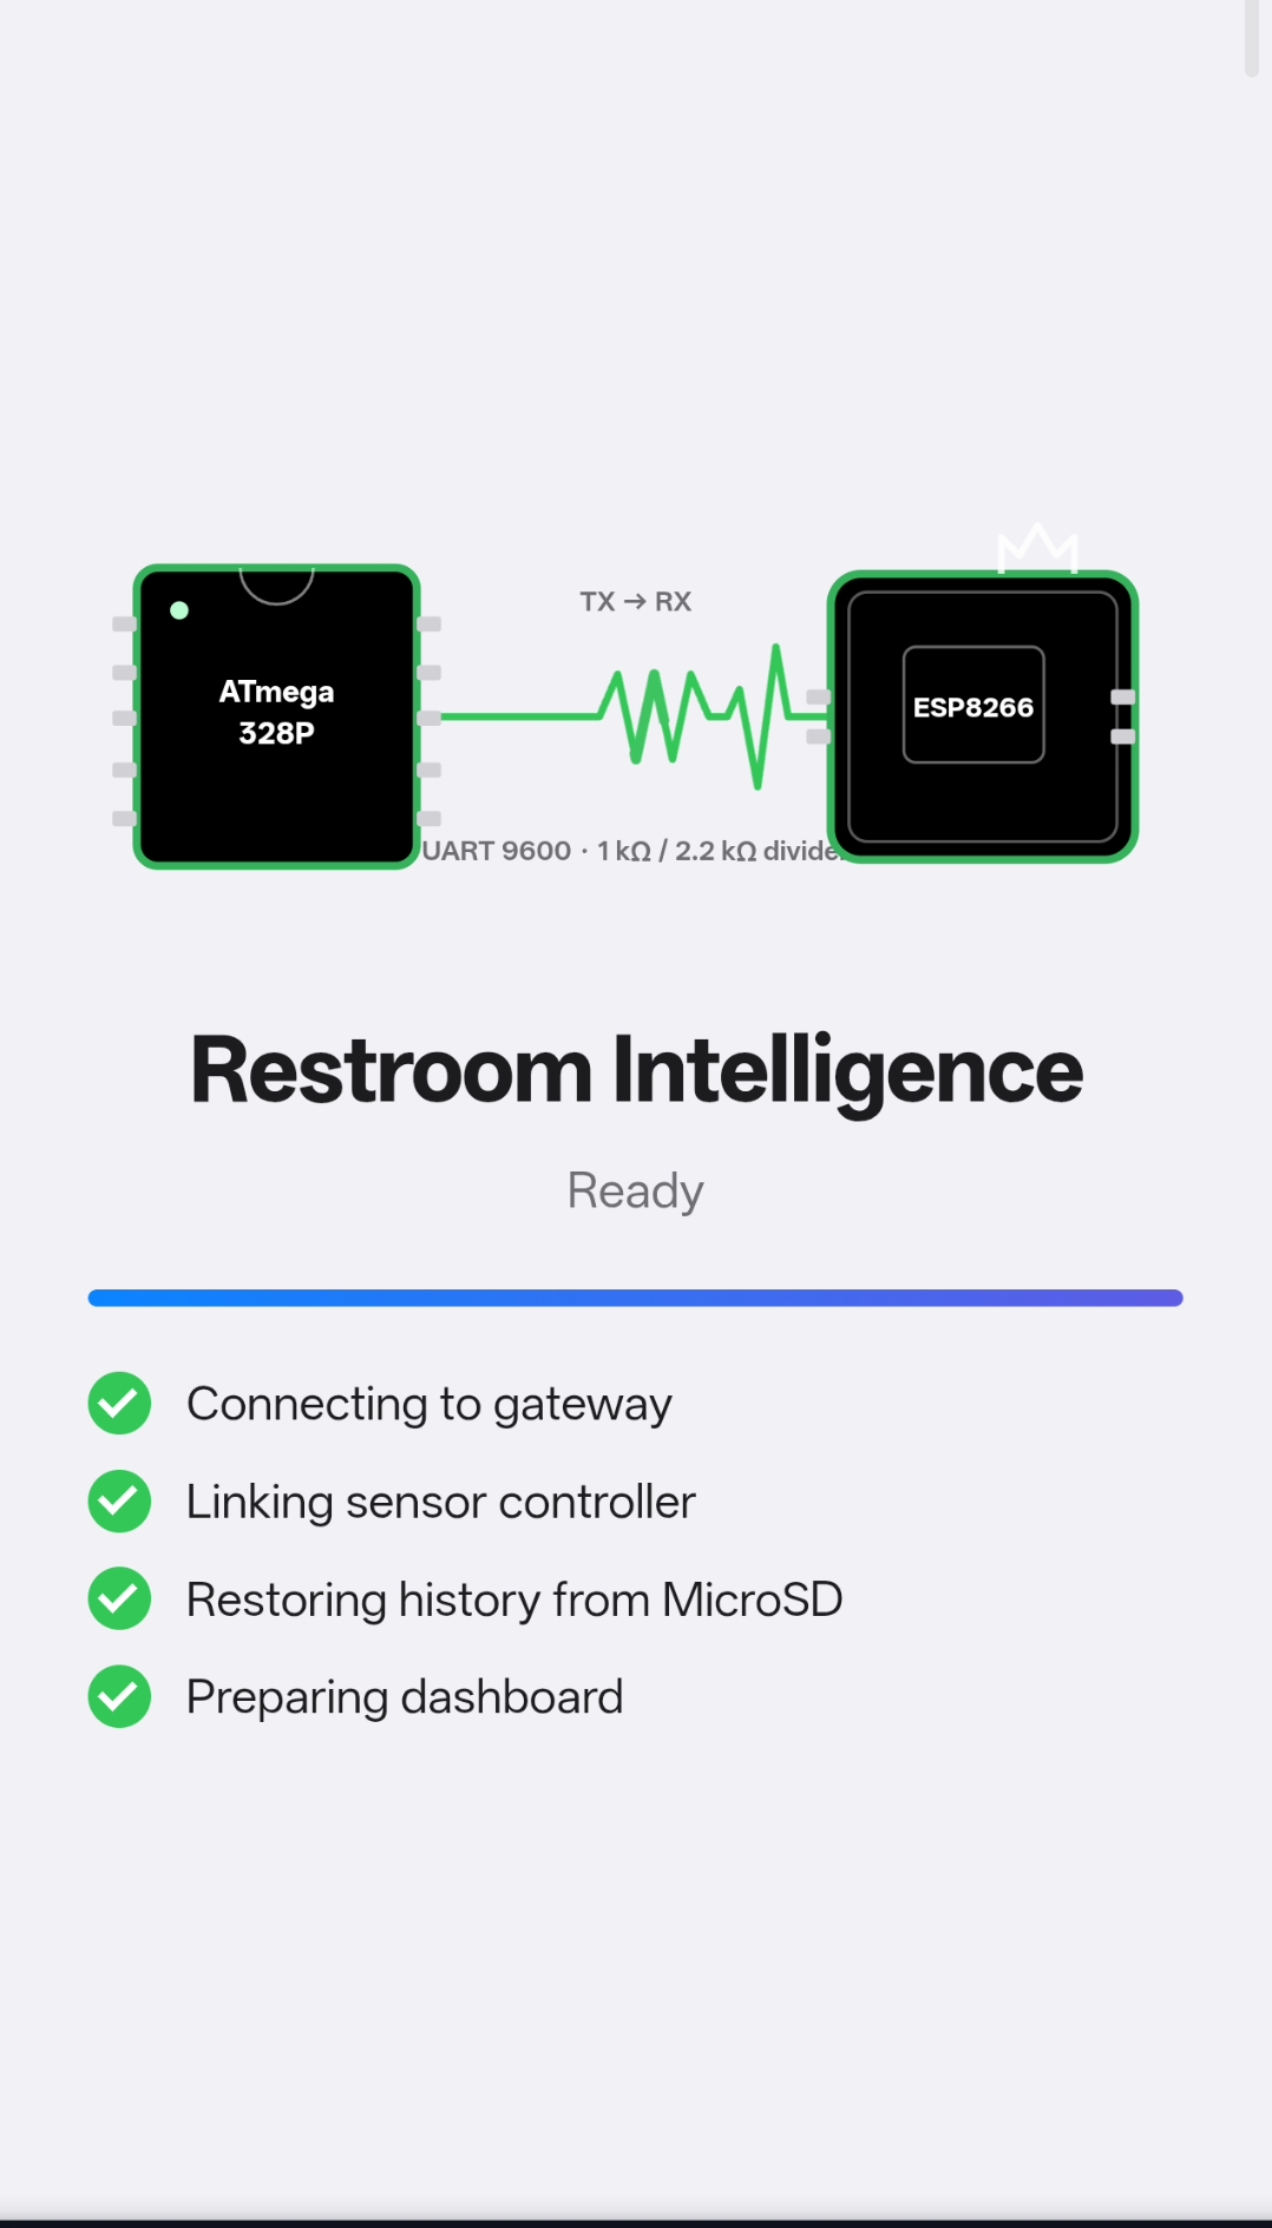 TX → RX
ATmega
328P
ESP8266
UART 9600 · 1 kΩ / 2.2 kΩ
Restroom Intelligence
Ready
Connecting to gateway
Linking sensor controller
Restoring history from MicroSD
Preparing dashboard